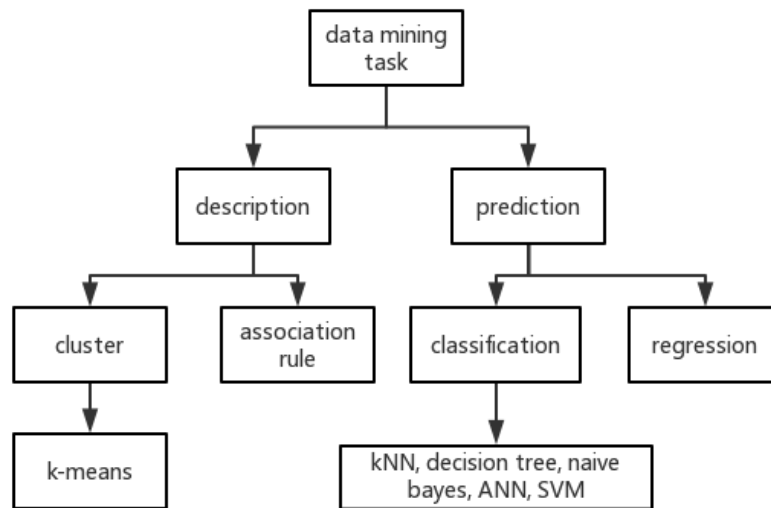 data mining
task
description
prediction
cluster
association
rule
classification
regression
k-means
kNN, decision tree, naive
bayes, ANN, SVM